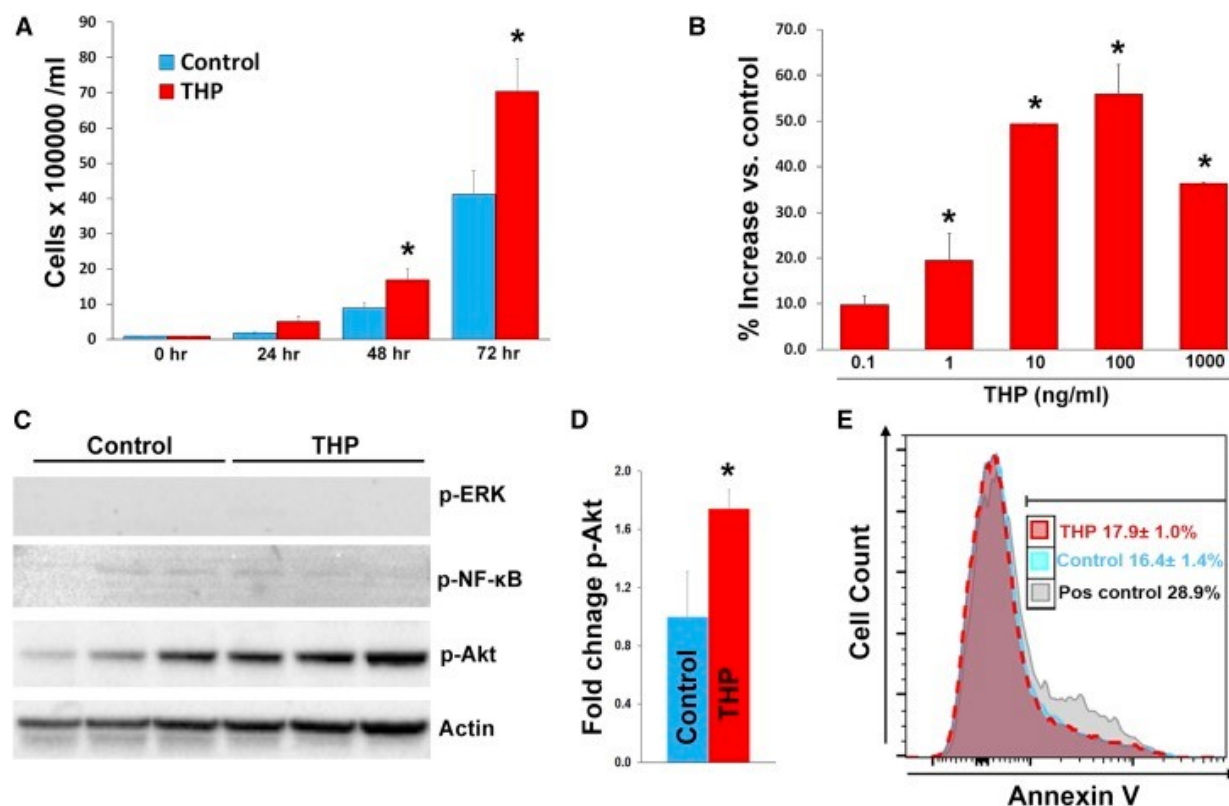 A
Cells x 100000 /ml
90
80
70
60
50
40
30
20
10
0
Control
THP
*
*
0 hr 24 hr 48 hr 72 hr
B
% Increase vs. control
70.0
60.0
50.0
40.0
30.0
20.0
10.0
0.0
*
*
*
*
0.1 1 10 100 1000
THP (ng/ml)
C
Control THP
p-ERK
p-NF-κB
p-Akt
Actin
D
Fold chnage p-Akt
2.0
1.6
1.2
0.8
0.4
0.0
*
Control
THP
E
Cell Count
THP 17.9± 1.0%
Control 16.4± 1.4%
Pos control 28.9%
Annexin V